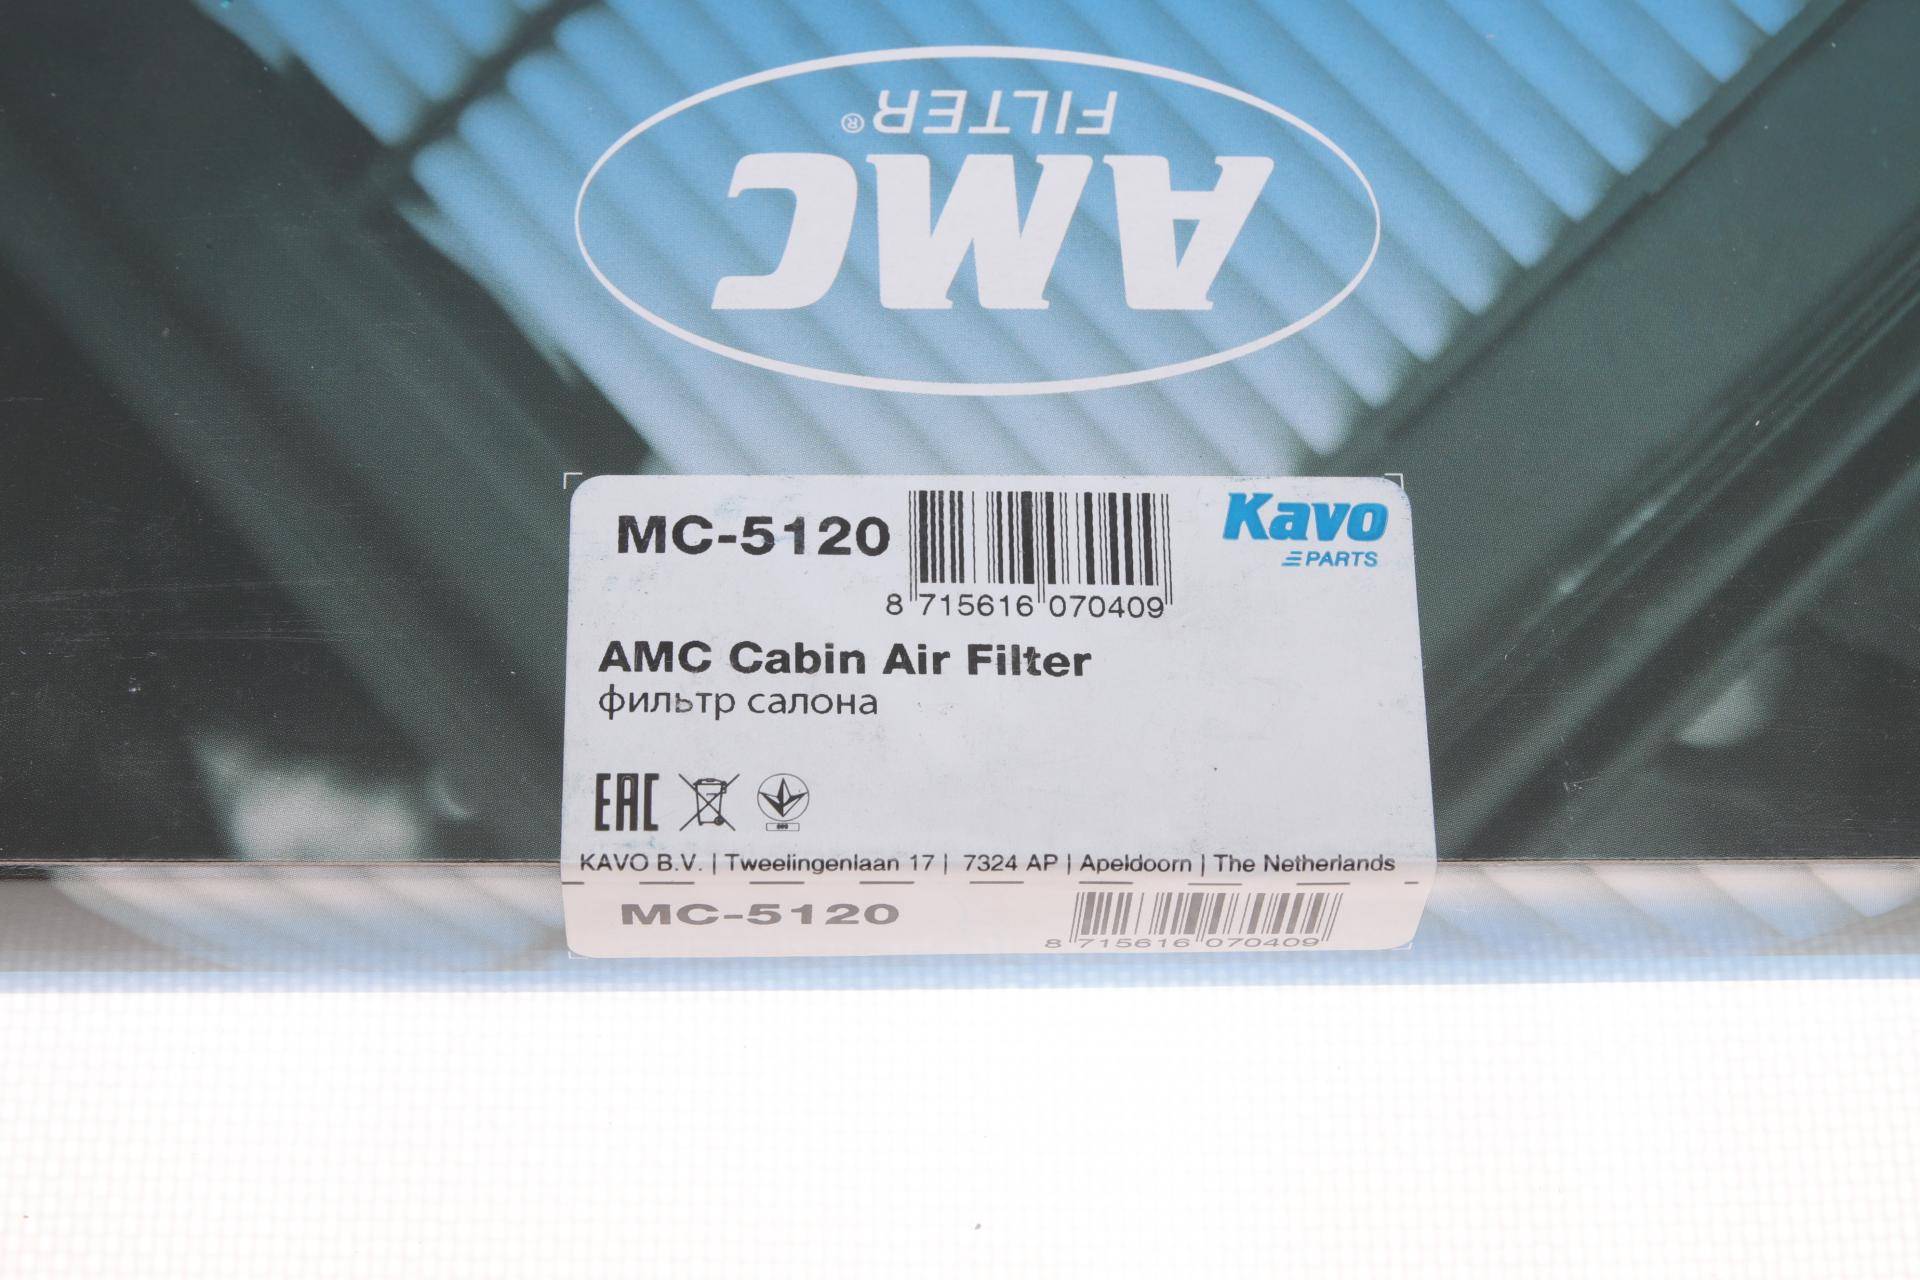 AMC
FILTER®
MC-5120
8 715616 070409
Kavo
PARTS
AMC Cabin Air Filter
фильтр салона
EAC
KAVO B.V. | Tweelingenlaan 17 | 7324 AP | Apeldoorn | The Netherlands
MC-5120
8 715616 070409